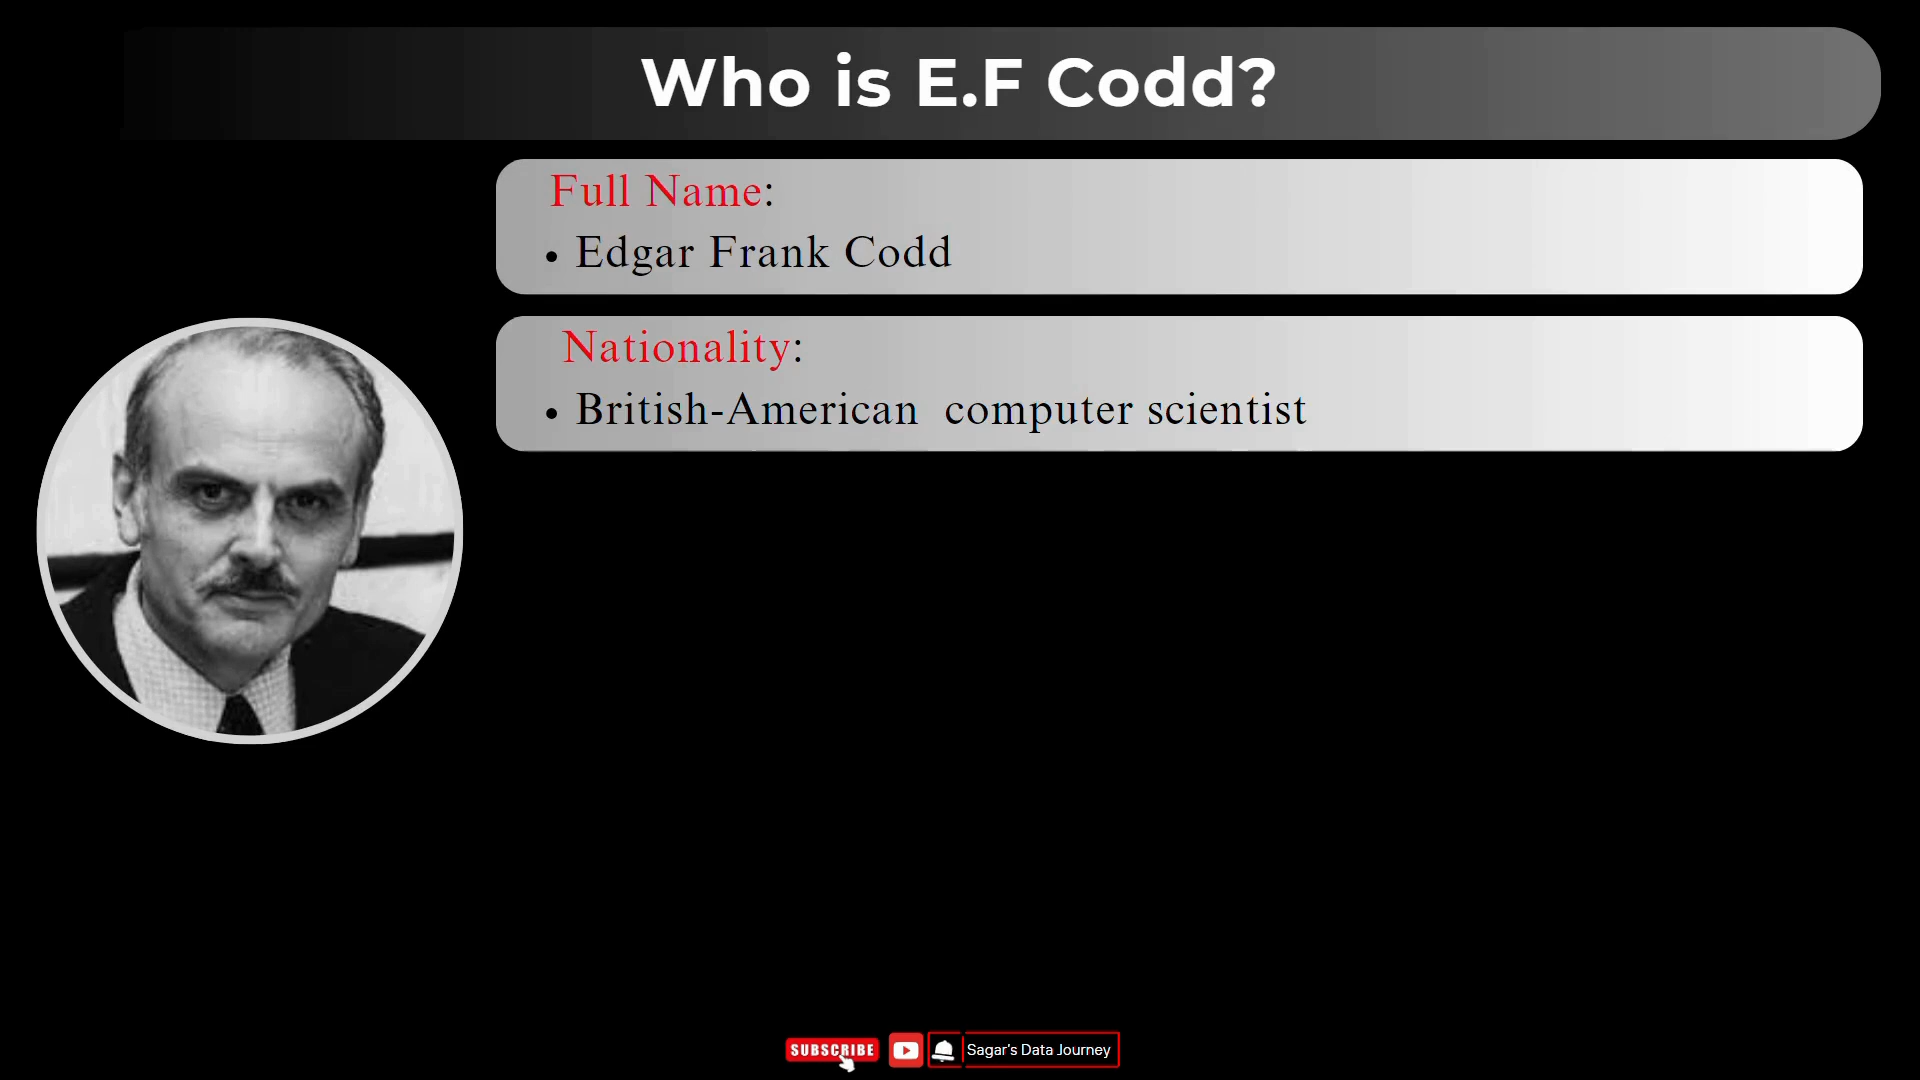 Who is E.F Codd?
Full Name:
• Edgar Frank Codd
Nationality:
• British-American  computer scientist
SUBSCRIBE
Sagar's Data Journey